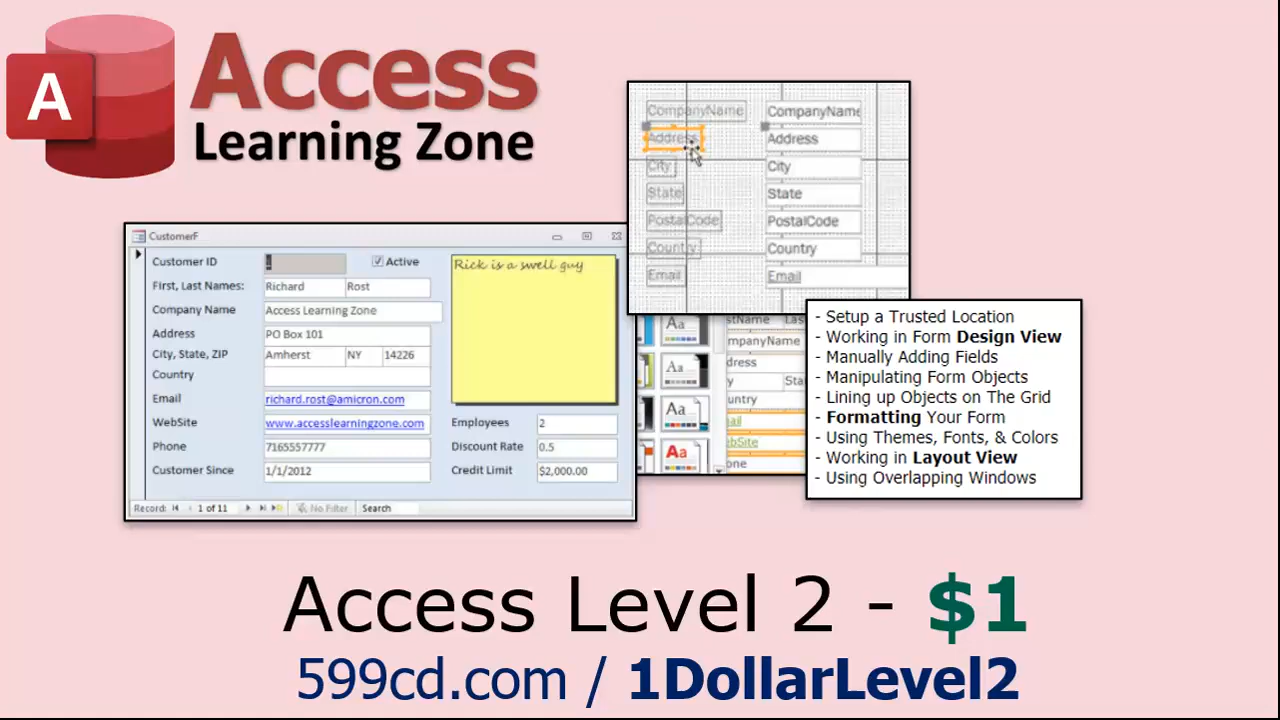 A
Access
Learning Zone
CompanyName CompanyName
Address Address
City City
State State
PostalCode PostalCode
Country Country
Email Email
CustomerF
Customer ID
Active
First, Last Names: Richard Rost
Company Name Access Learning Zone
Address PO Box 101
City, State, ZIP Amherst NY 14226
Country
Email richard.rost@amicron.com
WebSite www.accesslearningzone.com
Phone 7165557777
Customer Since 1/1/2012
Rick is a swell guy
Employees 2
Discount Rate 0.5
Credit Limit $2,000.00
Record: 1 of 11 No Filter Search
Aa
Aa
Aa
Aa
- Setup a Trusted Location
- Working in Form Design View
- Manually Adding Fields
- Manipulating Form Objects
- Lining up Objects on The Grid
- Formatting Your Form
- Using Themes, Fonts, & Colors
- Working in Layout View
- Using Overlapping Windows
Access Level 2 - $1
599cd.com / 1DollarLevel2